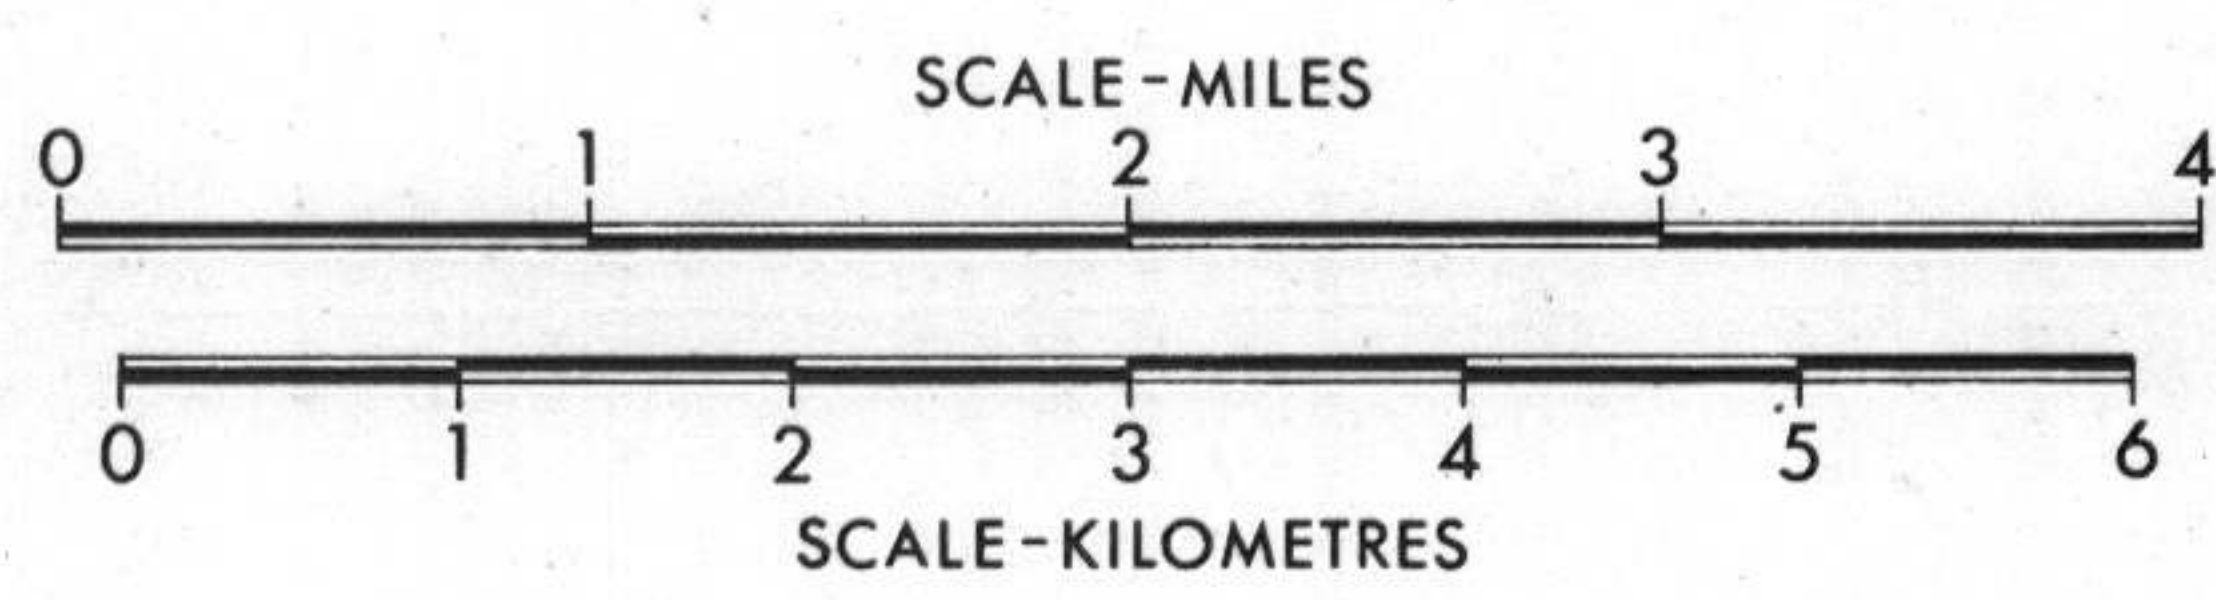 SCALE-MILES
0 1 2 3 4
0 1 2 3 4 5 6
SCALE-KILOMETRES